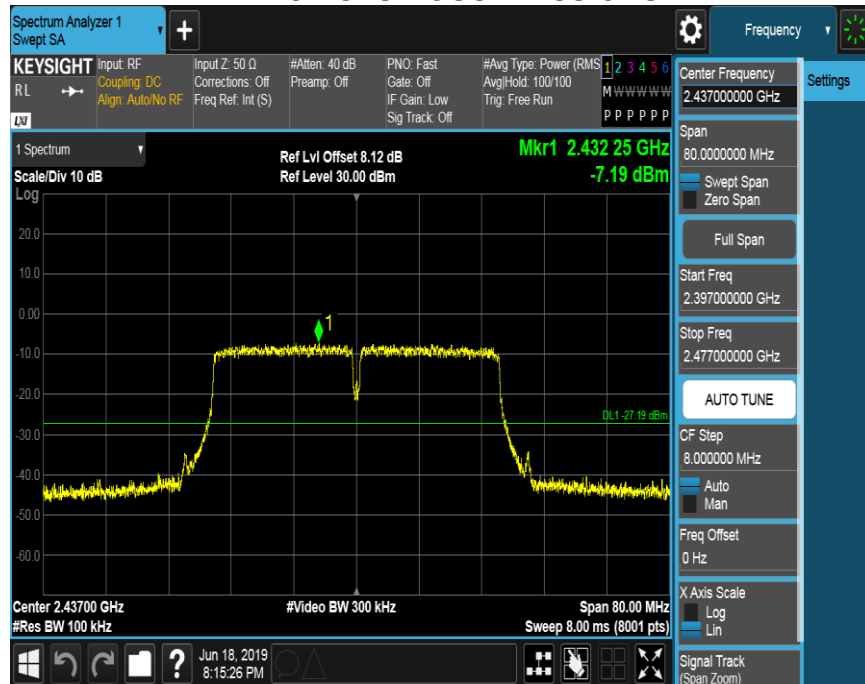 Spectrum Analyzer 1
Swept SA
+
Frequency
KEYSIGHT
RL
LXI
Input: RF
Coupling: DC
Align: Auto/No RF
Input Z: 50 Ω
Corrections: Off
Freq Ref: Int (S)
#Atten: 40 dB
Preamp: Off
PNO: Fast
Gate: Off
IF Gain: Low
Sig Track: Off
#Avg Type: Power (RMS
Avg|Hold: 100/100
Trig: Free Run
1 2 3 4 5 6
M W W W W W
P P P P P P
Center Frequency
2.437000000 GHz
Settings
1 Spectrum
Scale/Div 10 dB
Ref Lvl Offset 8.12 dB
Ref Level 30.00 dBm
Mkr1 2.432 25 GHz
-7.19 dBm
Log
20.0
10.0
0.00
-10.0
-20.0
-30.0
-40.0
-50.0
-60.0
1
DL1 -27.19 dBm
Center 2.43700 GHz
#Res BW 100 kHz
#Video BW 300 kHz
Span 80.00 MHz
Sweep 8.00 ms (8001 pts)
Span
80.0000000 MHz
Swept Span
Zero Span
Full Span
Start Freq
2.397000000 GHz
Stop Freq
2.477000000 GHz
AUTO TUNE
CF Step
8.000000 MHz
Auto
Man
Freq Offset
0 Hz
X Axis Scale
Log
Lin
Signal Track
(Span Zoom)
?
Jun 18, 2019
8:15:26 PM